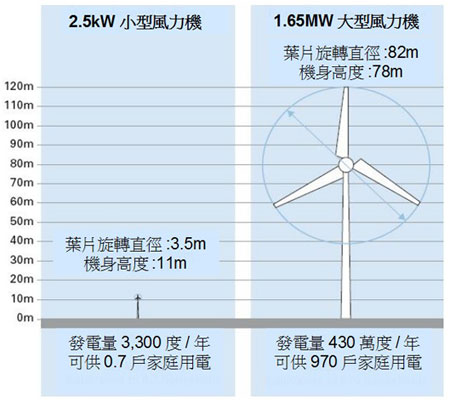 2.5kW 小型風力機
1.65MW 大型風力機
葉片旋轉直徑 :82m
機身高度 :78m
120m
110m
100m
90m
80m
70m
60m
50m
40m
30m
20m
10m
0m
葉片旋轉直徑 :3.5m
機身高度 :11m
發電量 3,300 度 / 年
可供 0.7 戶家庭用電
發電量 430 萬度 / 年
可供 970 戶家庭用電